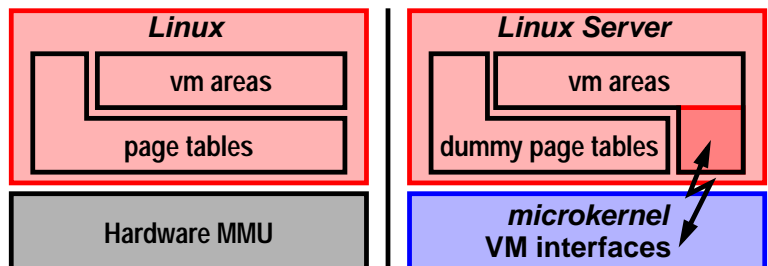 Linux
vm areas
page tables
Hardware MMU
Linux Server
vm areas
dummy page tables
microkernel
VM interfaces